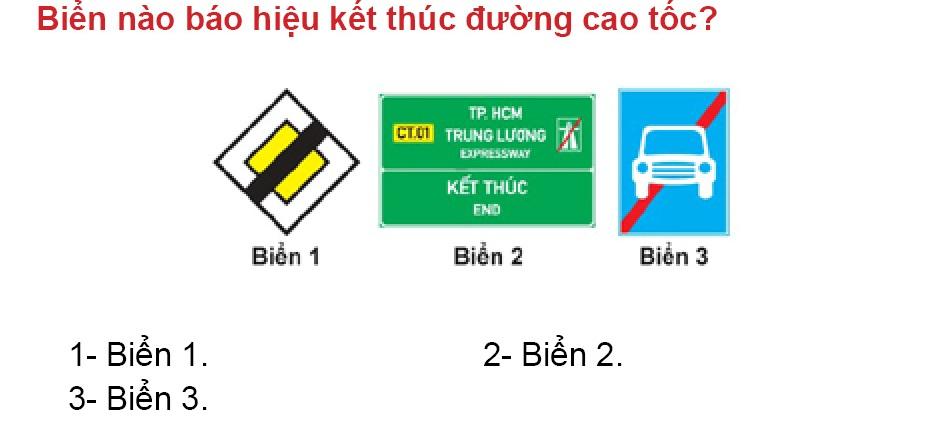 Biển nào báo hiệu kết thúc đường cao tốc?
TP. HCM
CT.01 TRUNG LƯƠNG
EXPRESSWAY
KẾT THÚC
END
Biển 1 Biển 2 Biển 3
1- Biển 1. 2- Biển 2.
3- Biển 3.